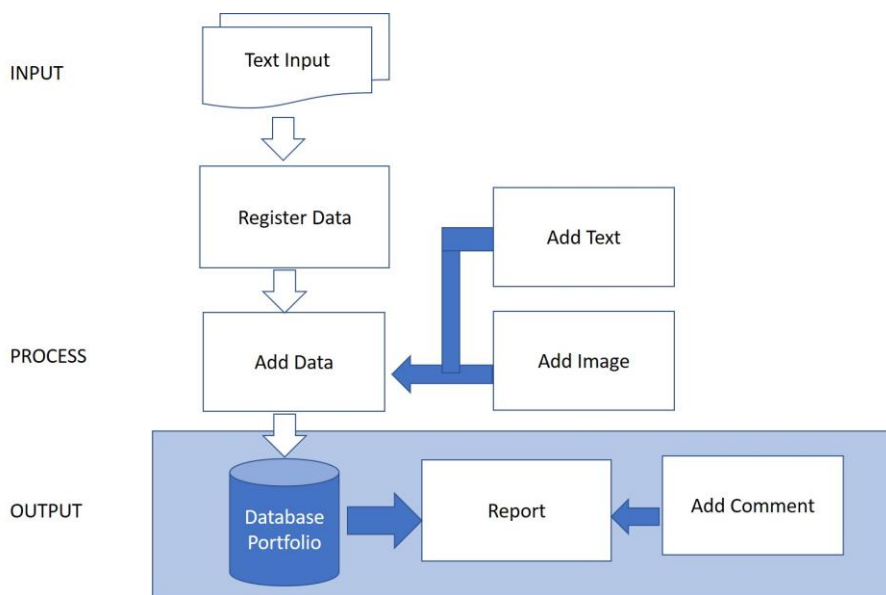 INPUT
Text Input
Register Data
Add Text
PROCESS
Add Data
Add Image
OUTPUT
Database
Portfolio
Report
Add Comment